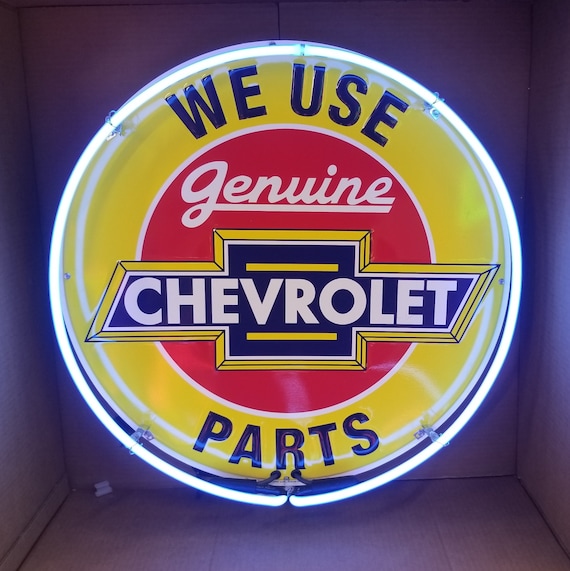 WE USE
Genuine
CHEVROLET
PARTS